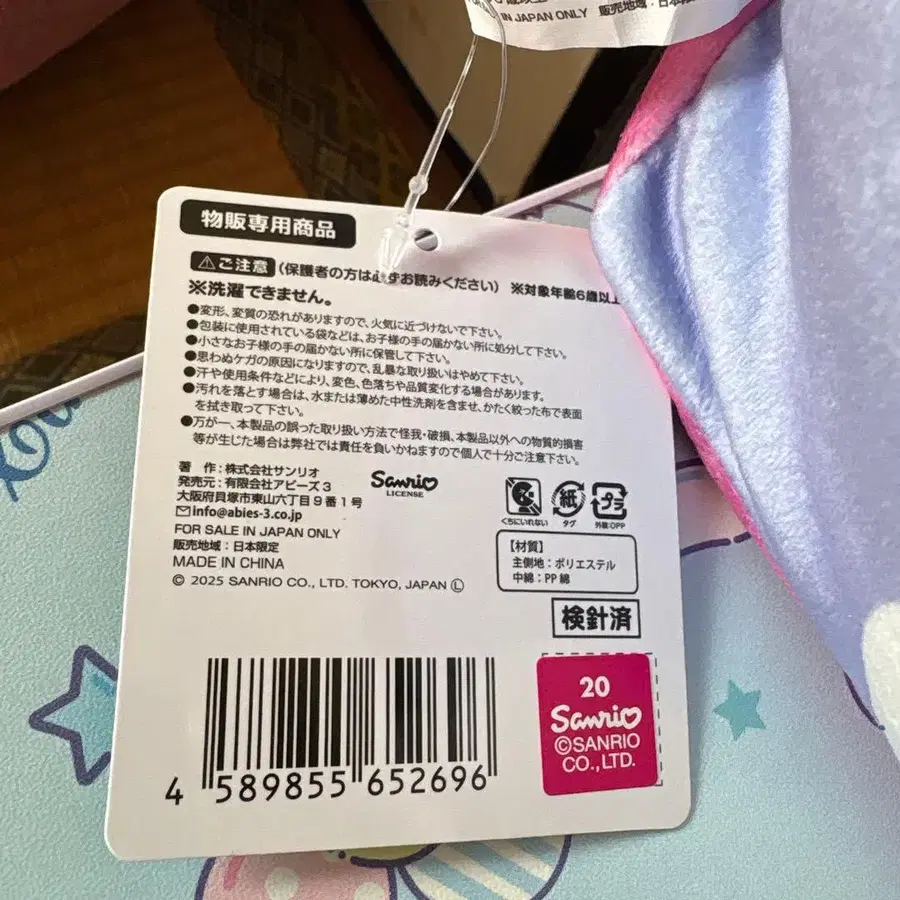 IN JAPAN ONLY 販売地域:日本限定
物販専用商品
⚠ご注意 (保護者の方は必ずお読みください) ※対象年齢6歳以上
※洗濯できません。
●変形、変質の恐れがありますので、火気に近づけないで下さい。
●包装に使用されている袋などは、お子様の手の届かない所に処分して下さい。
●小さなお子様の手の届かない所に保管して下さい。
●思わぬケガの原因になりますので、乱暴な取り扱いはやめて下さい。
●汗や使用条件などにより、変色、色落ちや品質変化する場合があります。
●汚れを落とす場合は、水または薄めた中性洗剤を含ませ、かたく絞った布で表面
を拭き取って下さい。
●万が一、本製品の誤った取り扱い方法で怪我・破損、本製品以外への物質的損害
等が生じた場合は弊社では責任を負いかねますので個人で十分ご注意下さい。
著 作:株式会社サンリオ
発売元:有限会社アビーズ3
大阪府貝塚市東山六丁目9番1号
✉info@abies-3.co.jp
FOR SALE IN JAPAN ONLY
販売地域:日本限定
MADE IN CHINA
© 2025 SANRIO CO., LTD. TOKYO, JAPAN Ⓛ
Sanrio
LICENSE
くちにいれない
紙
タグ
プラ
外装:OPP
【材質】
主側地:ポリエステル
中綿:PP 綿
検針済
4 589855 652696
20
Sanrio
©SANRIO
CO., LTD.